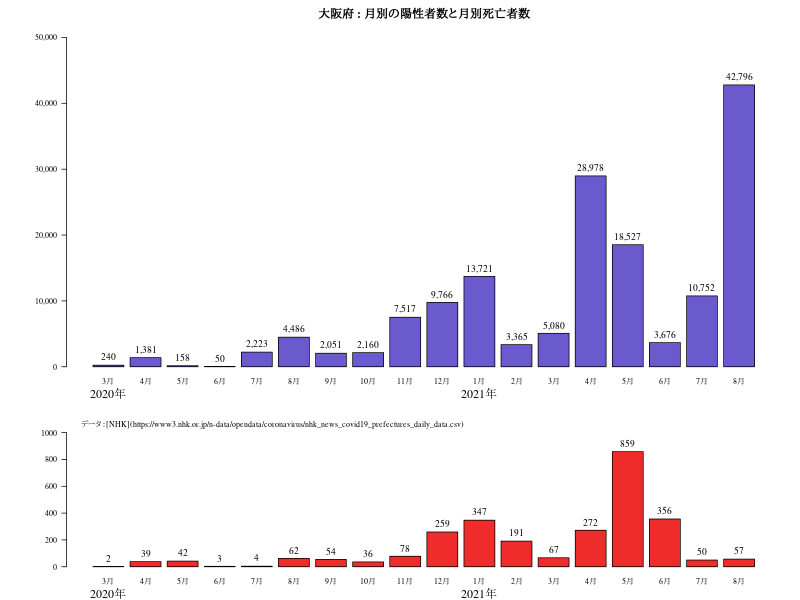 大阪府 : 月別の陽性者数と月別死亡者数
50,000
40,000
30,000
20,000
10,000
0
240 1,381 158 50 2,223 4,486 2,051 2,160 7,517 9,766 13,721 3,365 5,080 28,978 18,527 3,676 10,752 42,796
3月 4月 5月 6月 7月 8月 9月 10月 11月 12月 1月 2月 3月 4月 5月 6月 7月 8月
2020年 2021年
データ:[NHK](https://www3.nhk.or.jp/n-data/opendata/coronavirus/nhk_news_covid19_prefectures_daily_data.csv)
1000
800
600
400
200
0
2 39 42 3 4 62 54 36 78 259 347 191 67 272 859 356 50 57
3月 4月 5月 6月 7月 8月 9月 10月 11月 12月 1月 2月 3月 4月 5月 6月 7月 8月
2020年 2021年